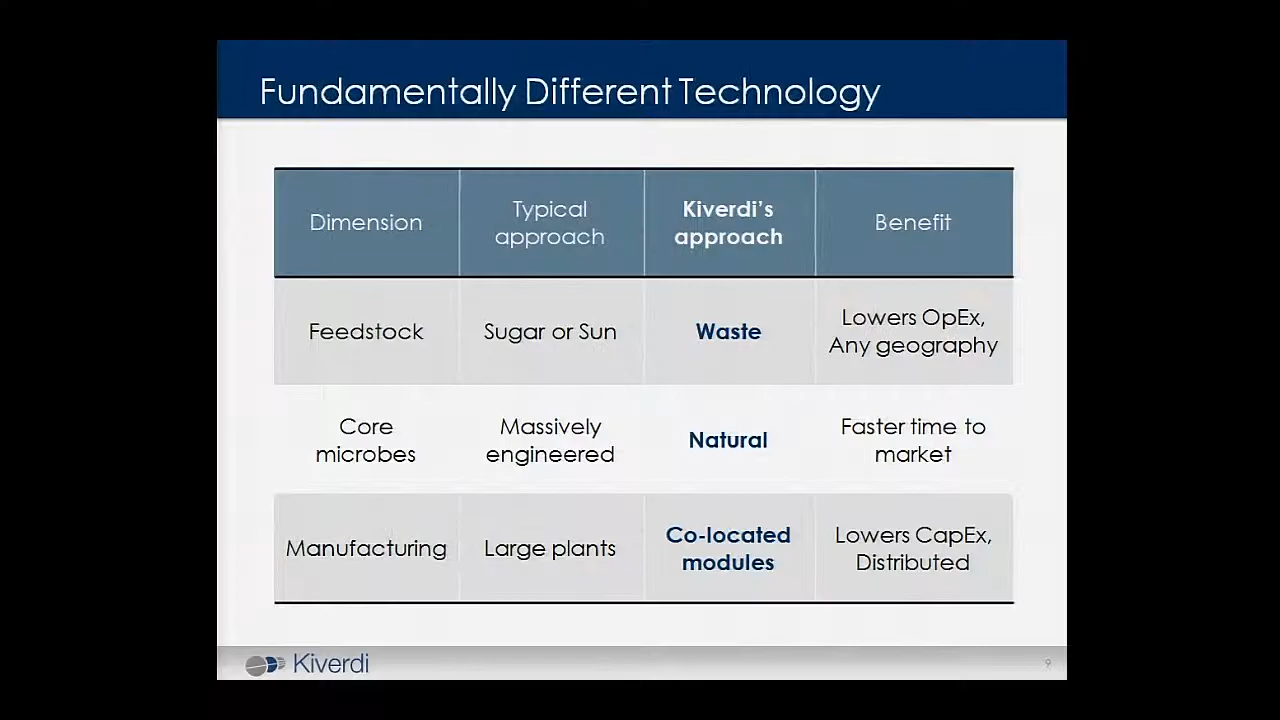 Fundamentally Different Technology
Dimension
Typical
approach
Kiverdi's
approach
Benefit
Feedstock
Sugar or Sun
Waste
Lowers OpEx,
Any geography
Core
microbes
Massively
engineered
Natural
Faster time to
market
Manufacturing
Large plants
Co-located
modules
Lowers CapEx,
Distributed
Kiverdi
9